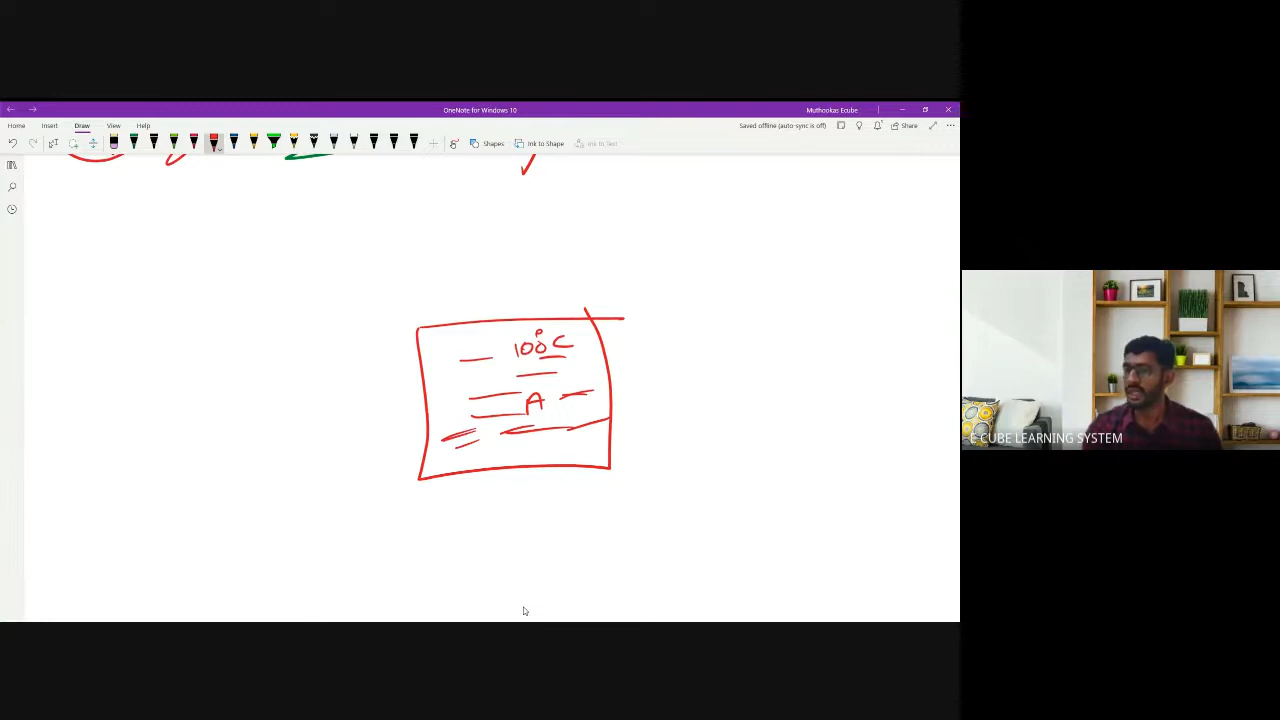 OneNote for Windows 10
Muthookas Ecube
Home Insert Draw View Help
Saved offline (auto-sync is off)
Share
Shapes
Ink to Shape
Ink to Text
100°C
A
E CUBE LEARNING SYSTEM